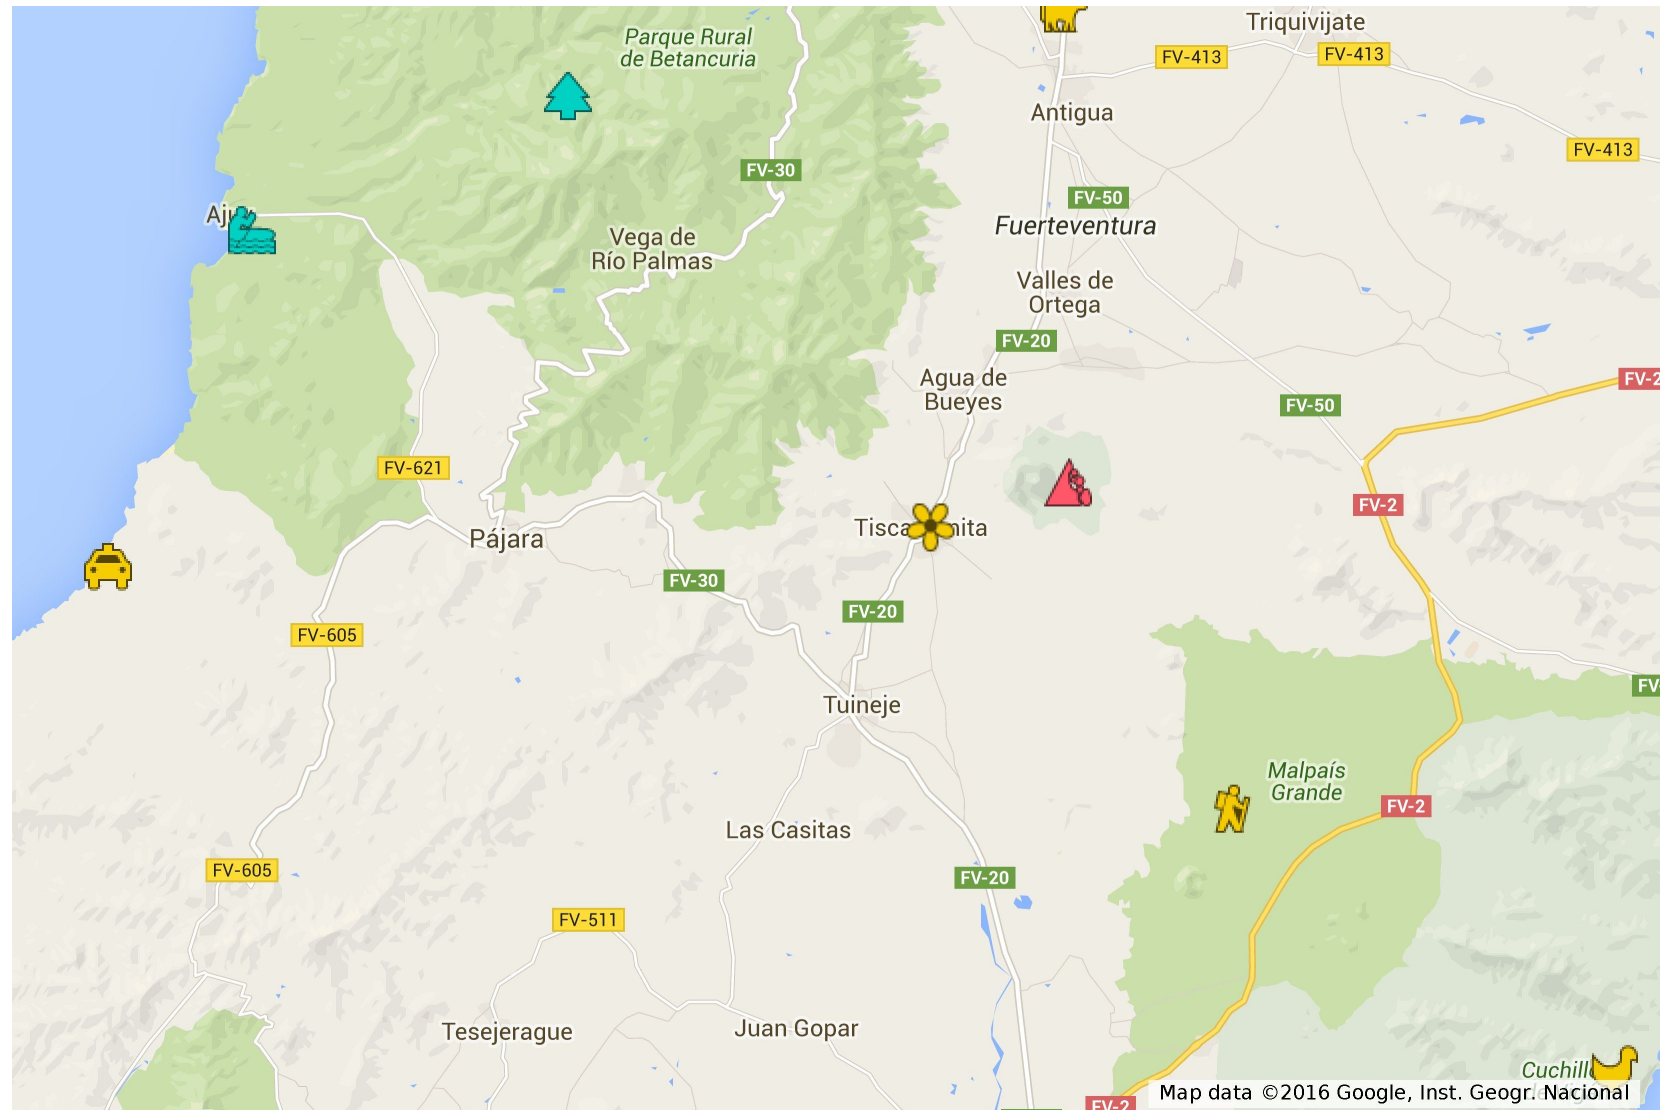 Triquivijate
Parque Rural
de Betancuria
FV-413
FV-413
Antigua
FV-413
FV-30
FV-50
Fuerteventura
Vega de
Río Palmas
Valles de
Ortega
FV-20
Agua de
Bueyes
FV-50
FV-621
FV-2
Pájara
FV-30
FV-20
FV-605
Tuineje
Malpaís
Grande
FV-2
Las Casitas
FV-605
FV-20
FV-511
Tesejerague
Juan Gopar
Map data ©2016 Google, Inst. Geogr. Nacional
FV-2